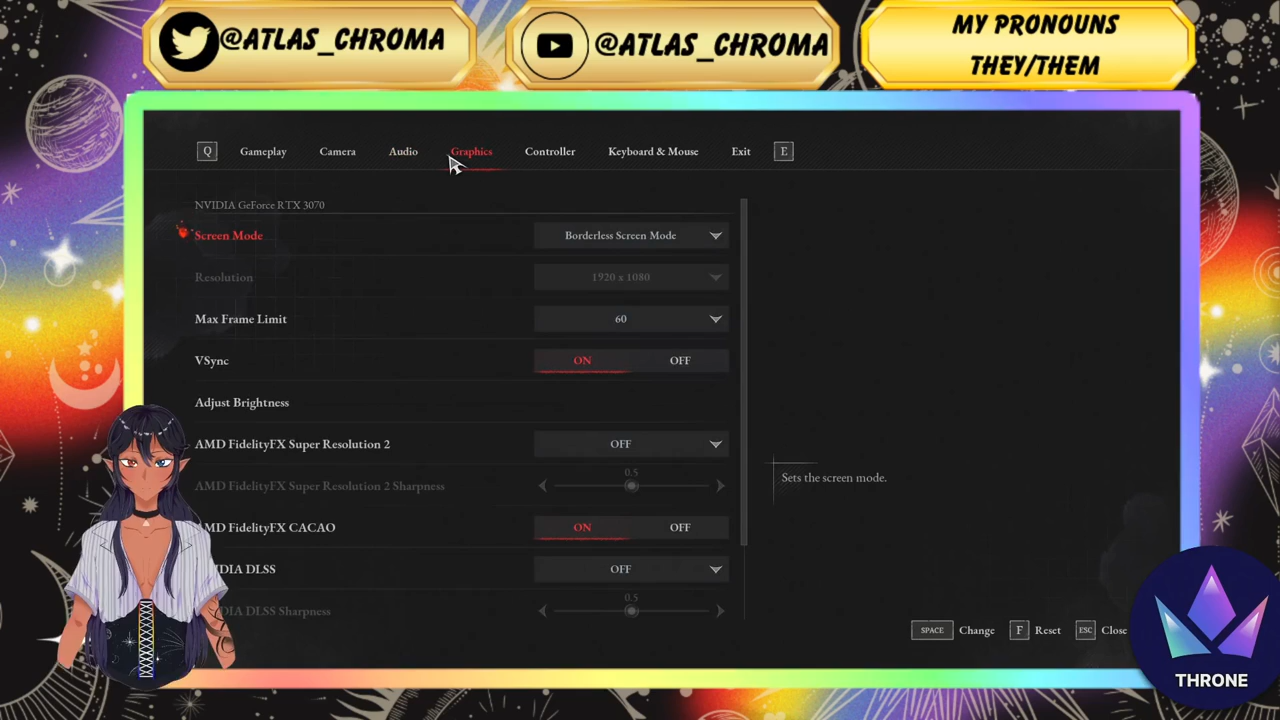 @ATLAS_CHROMA
@ATLAS_CHROMA
MY PRONOUNS
THEY/THEM
Q Gameplay Camera Audio Graphics Controller Keyboard & Mouse Exit E
NVIDIA GeForce RTX 3070
Screen Mode Borderless Screen Mode
Resolution 1920 x 1080
Max Frame Limit 60
VSync ON OFF
Adjust Brightness
AMD FidelityFX Super Resolution 2 OFF
0.5
AMD FidelityFX Super Resolution 2 Sharpness
Sets the screen mode.
AMD FidelityFX CACAO ON OFF
IDIA DLSS OFF
0.5
IDIA DLSS Sharpness
SPACE Change F Reset ESC Close
THRONE